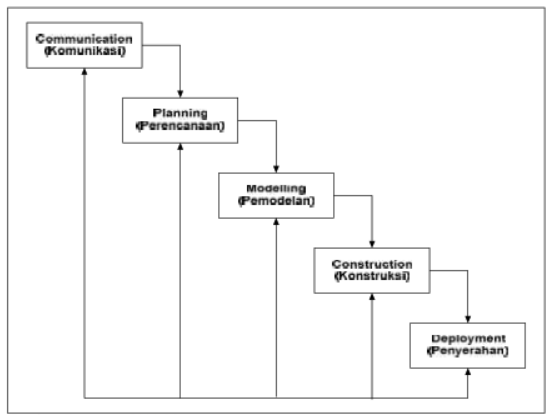 Communication
(Komunikasi)
Planning
(Perencanaan)
Modelling
(Pemodelan)
Construction
(Konstruksi)
Deployment
(Penyerahan)